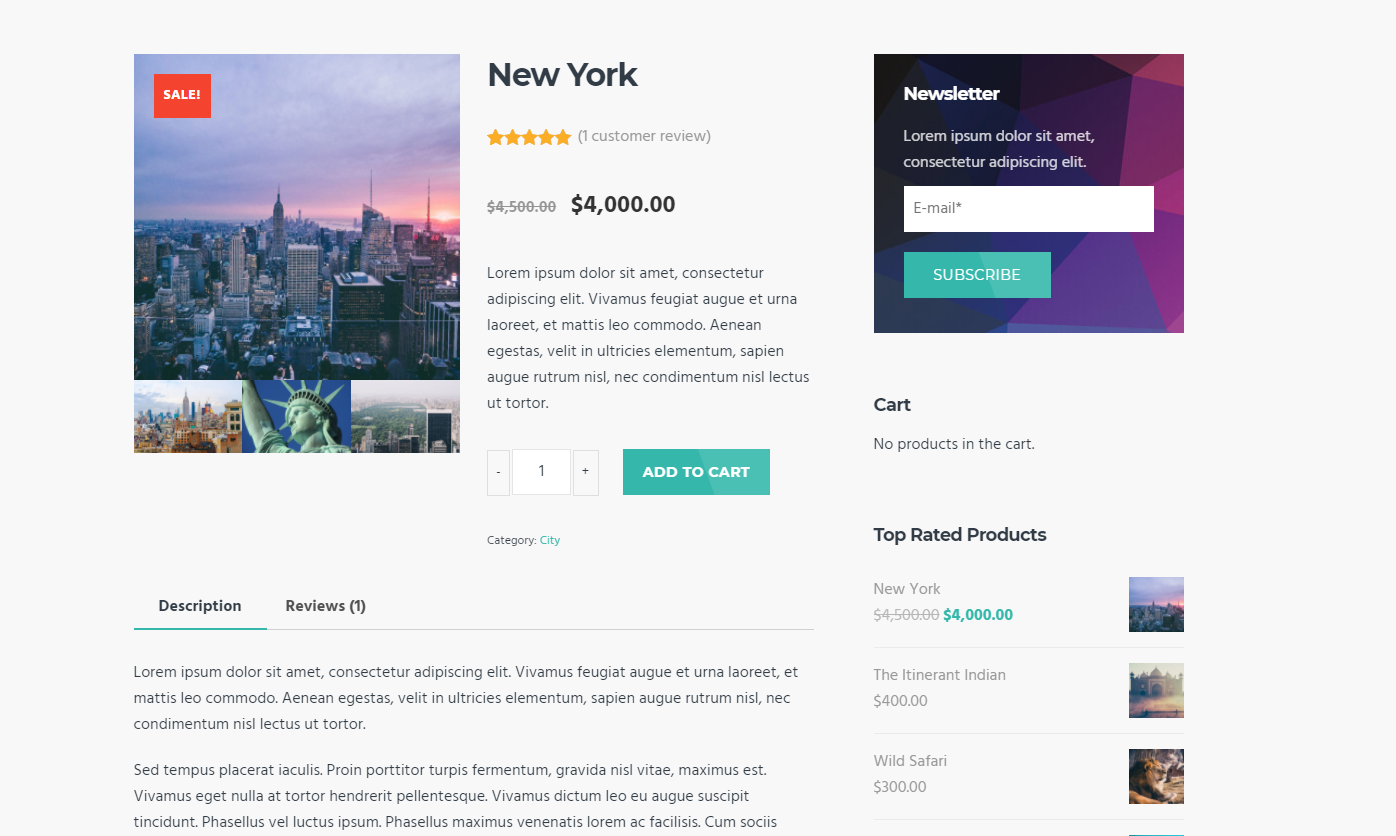 SALE!
New York
(1 customer review)
$4,500.00 $4,000.00
Lorem ipsum dolor sit amet, consectetur
adipiscing elit. Vivamus feugiat augue et urna
laoreet, et mattis leo commodo. Aenean
egestas, velit in ultricies elementum, sapien
augue rutrum nisl, nec condimentum nisl lectus
ut tortor.
- 1 + ADD TO CART
Category: City
Description Reviews (1)
Lorem ipsum dolor sit amet, consectetur adipiscing elit. Vivamus feugiat augue et urna laoreet, et
mattis leo commodo. Aenean egestas, velit in ultricies elementum, sapien augue rutrum nisl, nec
condimentum nisl lectus ut tortor.
Sed tempus placerat iaculis. Proin porttitor turpis fermentum, gravida nisl vitae, maximus est.
Vivamus eget nulla at tortor hendrerit pellentesque. Vivamus dictum leo eu augue suscipit
tincidunt. Phasellus vel luctus ipsum. Phasellus maximus venenatis lorem ac facilisis. Cum sociis
Newsletter
Lorem ipsum dolor sit amet,
consectetur adipiscing elit.
E-mail*
SUBSCRIBE
Cart
No products in the cart.
Top Rated Products
New York
$4,500.00 $4,000.00
The Itinerant Indian
$400.00
Wild Safari
$300.00